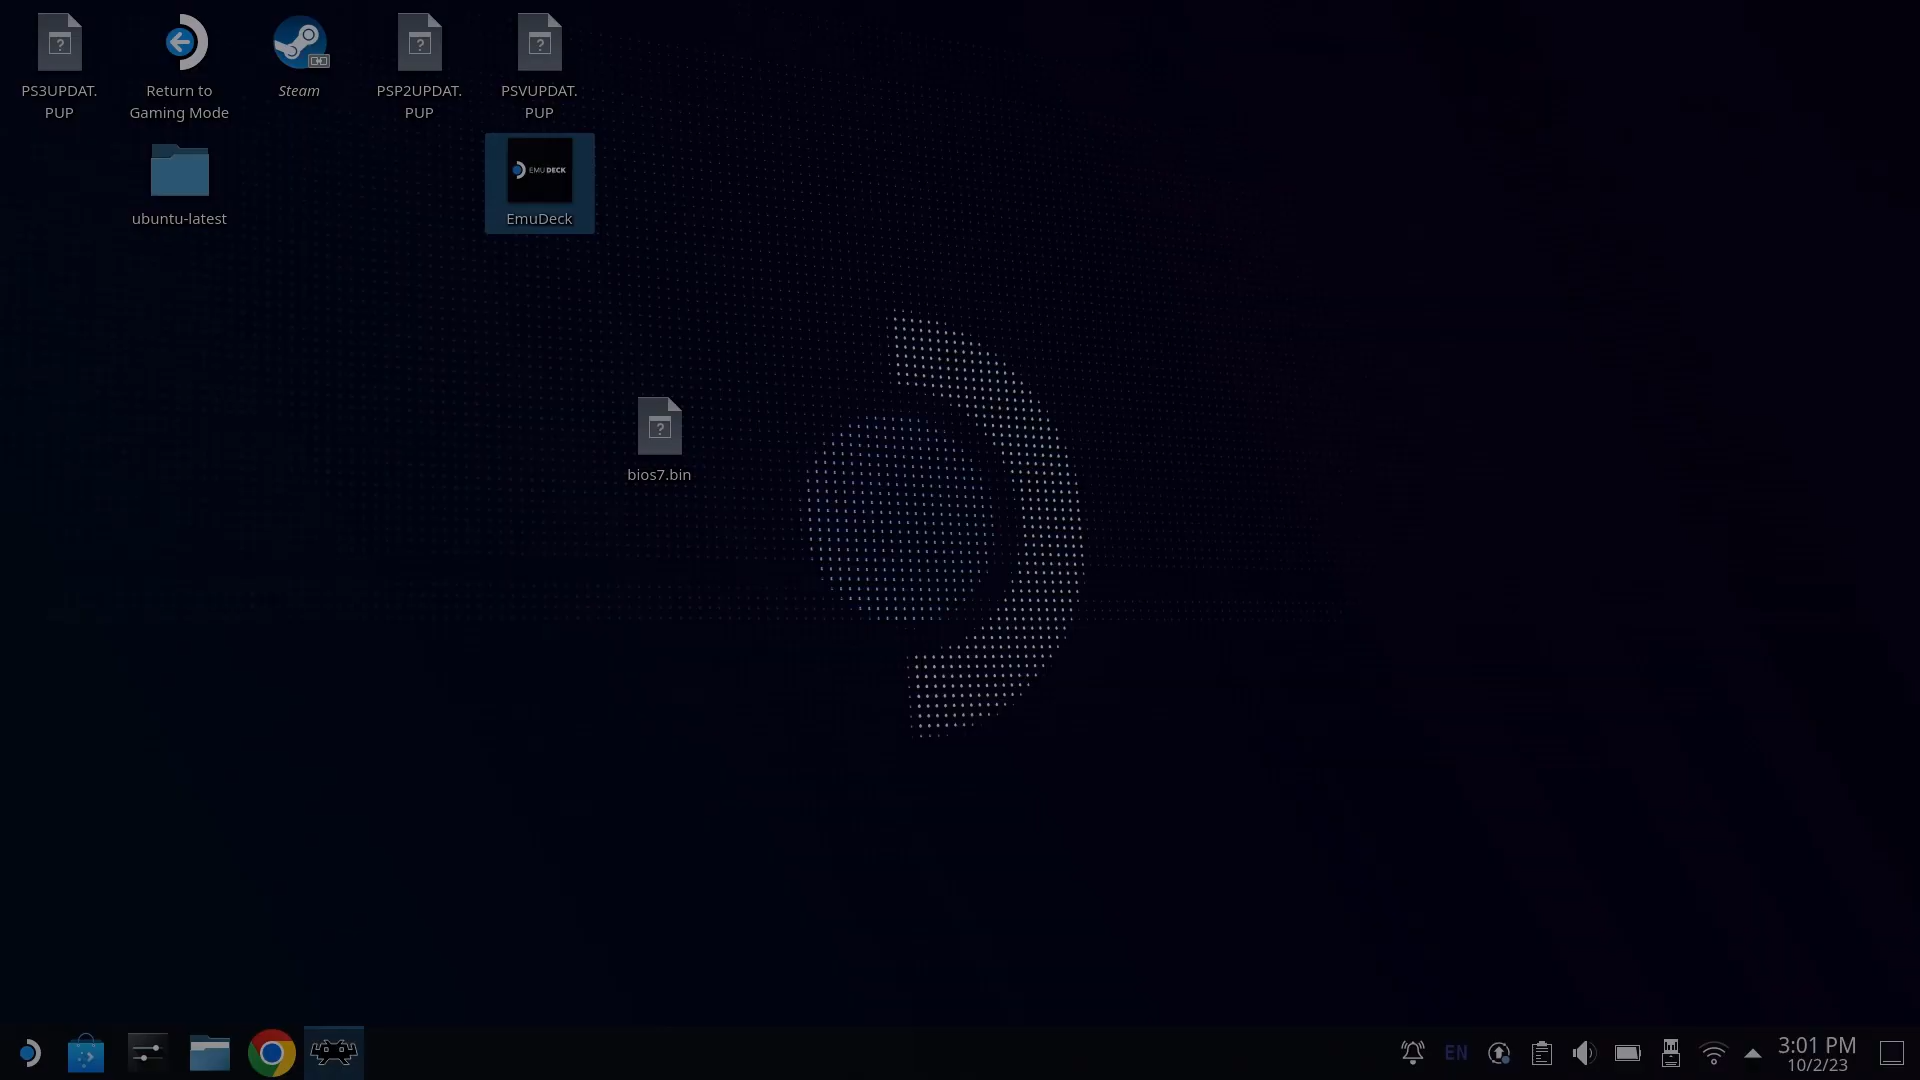 PS3UPDAT.
PUP
Return to
Gaming Mode
Steam
PSP2UPDAT.
PUP
PSVUPDAT.
PUP
ubuntu-latest
EMUDECK
EmuDeck
bios7.bin
EN
3:01 PM
10/2/23